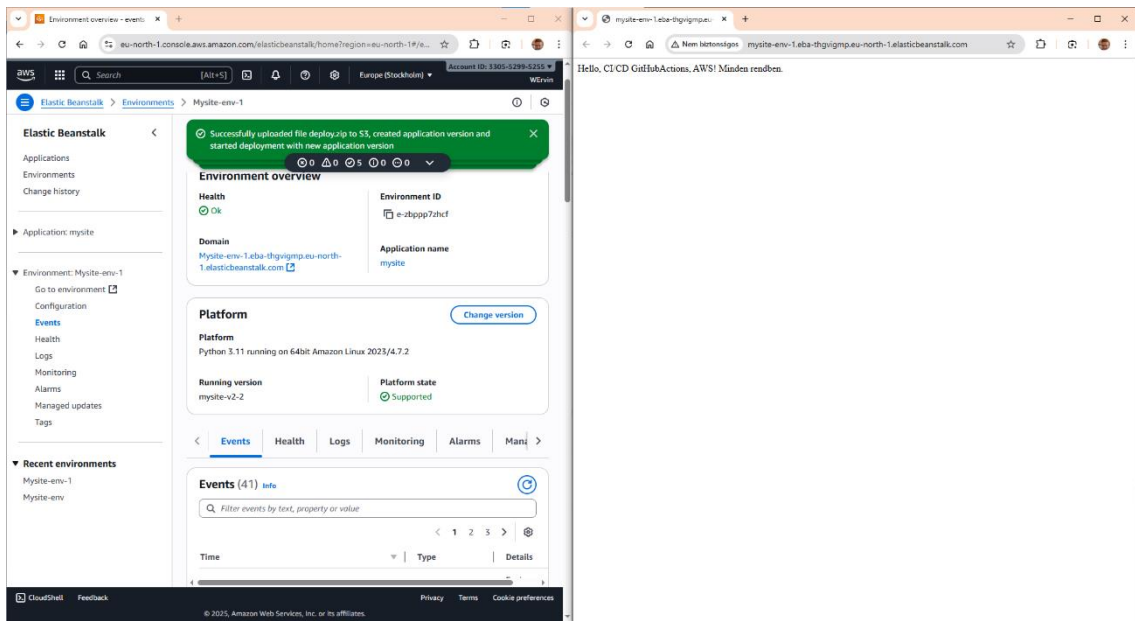 Environment overview - events
mysite-env-1.eba-thgvigmp.eu-
eu-north-1.console.aws.amazon.com/elasticbeanstalk/home?region=eu-north-1#/e...
Nem biztonságos mysite-env-1.eba-thgvigmp.eu-north-1.elasticbeanstalk.com
aws
Search
[Alt+S]
Europe (Stockholm)
Account ID: 3305-5299-5255
WErvin
Elastic Beanstalk > Environments > Mysite-env-1
Elastic Beanstalk
Applications
Environments
Change history
Application: mysite
Environment: Mysite-env-1
Go to environment
Configuration
Events
Health
Logs
Monitoring
Alarms
Managed updates
Tags
Recent environments
Mysite-env-1
Mysite-env
Successfully uploaded file deploy.zip to S3, created application version and
started deployment with new application version
0 0 5 0 0
Environment overview
Health
Ok
Environment ID
e-zbppp7zhcf
Domain
Mysite-env-1.eba-thgvigmp.eu-north-
1.elasticbeanstalk.com
Application name
mysite
Platform
Change version
Platform
Python 3.11 running on 64bit Amazon Linux 2023/4.7.2
Running version
mysite-v2-2
Platform state
Supported
Events Health Logs Monitoring Alarms Mana
Events (41) Info
Filter events by text, property or value
1 2 3
Time Type Details
CloudShell Feedback
Privacy Terms Cookie preferences
© 2025, Amazon Web Services, Inc. or its affiliates.
Hello, CI/CD GitHubActions, AWS! Minden rendben.